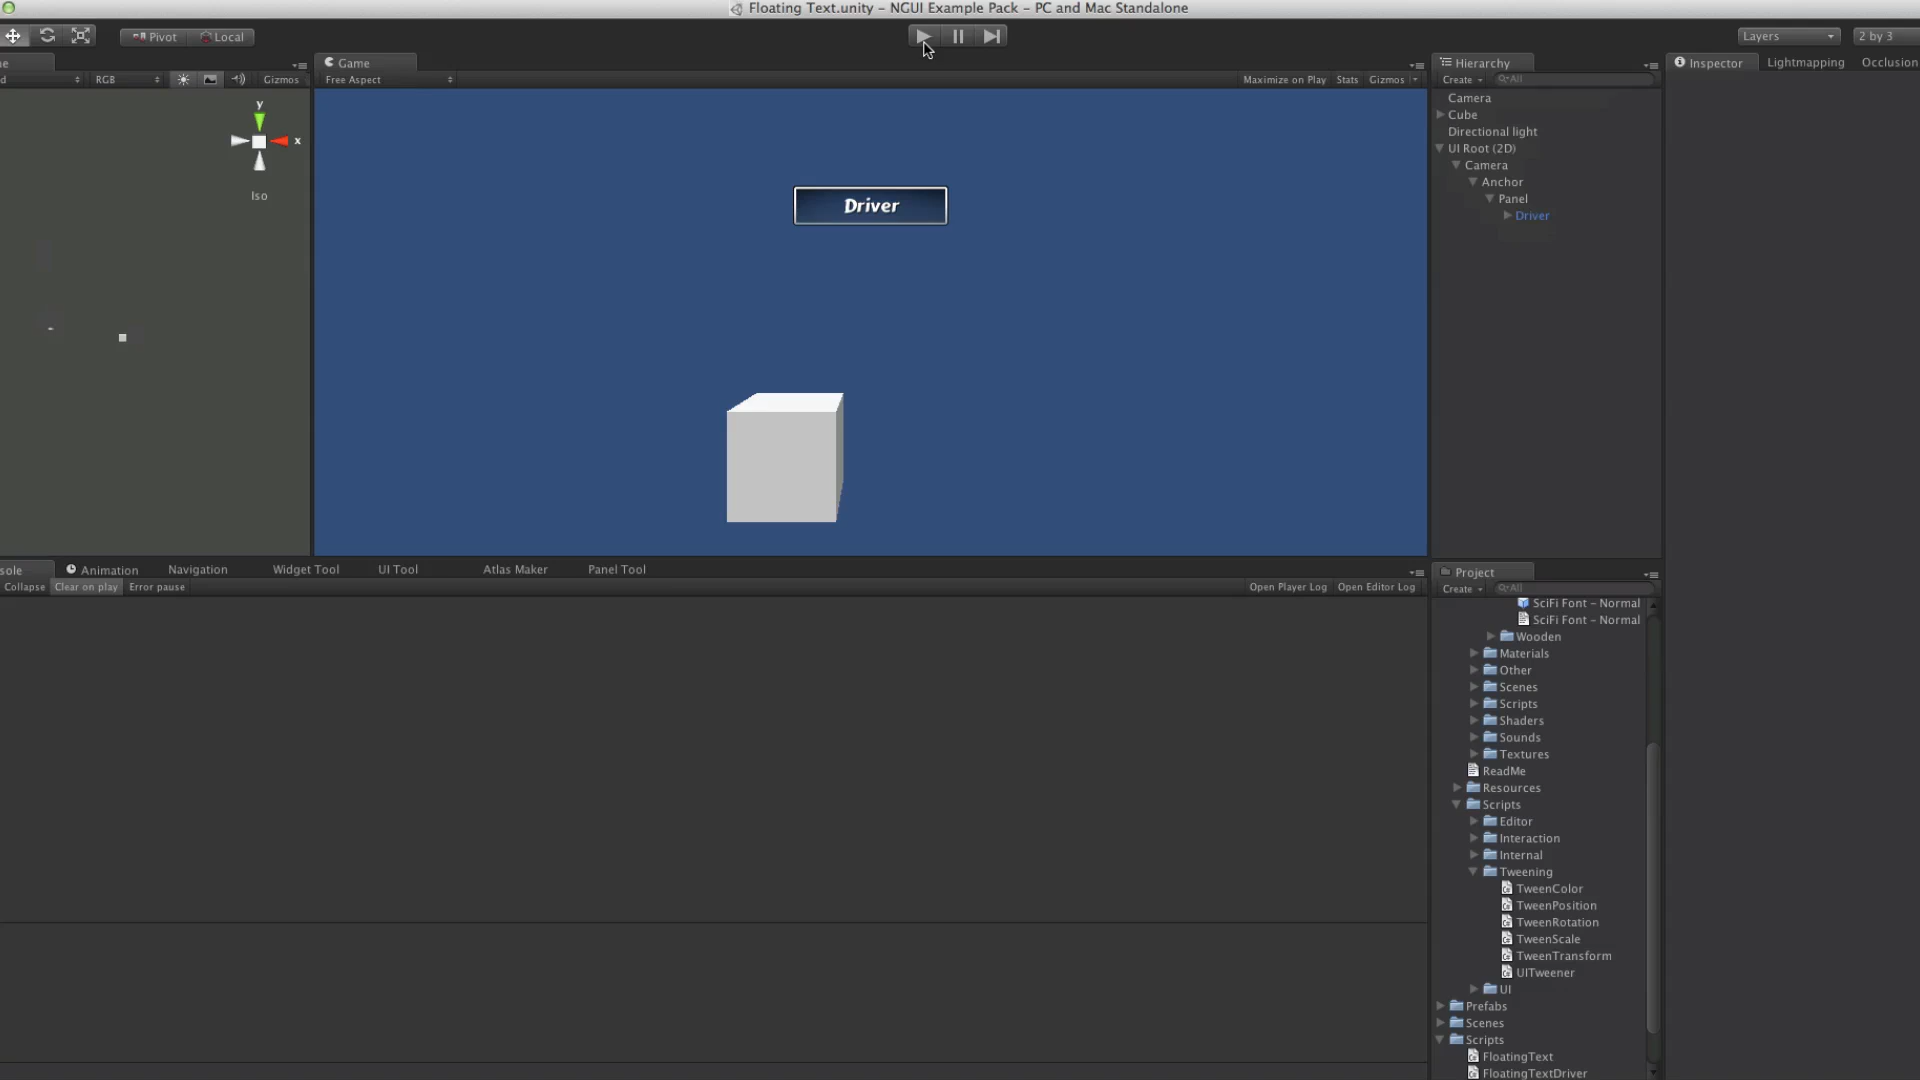 Floating Text.unity – NGUI Example Pack – PC and Mac Standalone
Pivot Local Layers 2 by 3
Game Hierarchy Inspector Lightmapping Occlusion
RGB Gizmos Free Aspect Maximize on Play Stats Gizmos Create All
y
x
Iso
Driver
Camera
Cube
Directional light
UI Root (2D)
Camera
Anchor
Panel
Driver
sole Animation Navigation Widget Tool UI Tool Atlas Maker Panel Tool
Collapse Clear on play Error pause Open Player Log Open Editor Log
Project
Create All
SciFi Font – Normal
SciFi Font – Normal
Wooden
Materials
Other
Scenes
Scripts
Shaders
Sounds
Textures
ReadMe
Resources
Scripts
Editor
Interaction
Internal
Tweening
TweenColor
TweenPosition
TweenRotation
TweenScale
TweenTransform
UITweener
UI
Prefabs
Scenes
Scripts
FloatingText
FloatingTextDriver